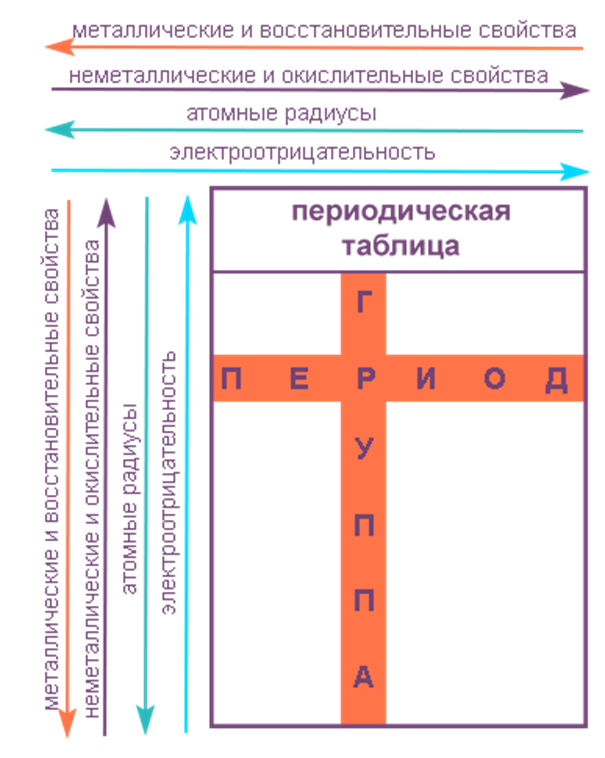 металлические и восстановительные свойства
неметаллические и окислительные свойства
атомные радиусы
электроотрицательность
металлические и восстановительные свойства
неметаллические и окислительные свойства
атомные радиусы
электроотрицательность
периодическая
таблица
Г
П Е Р И О Д
У
П
П
А